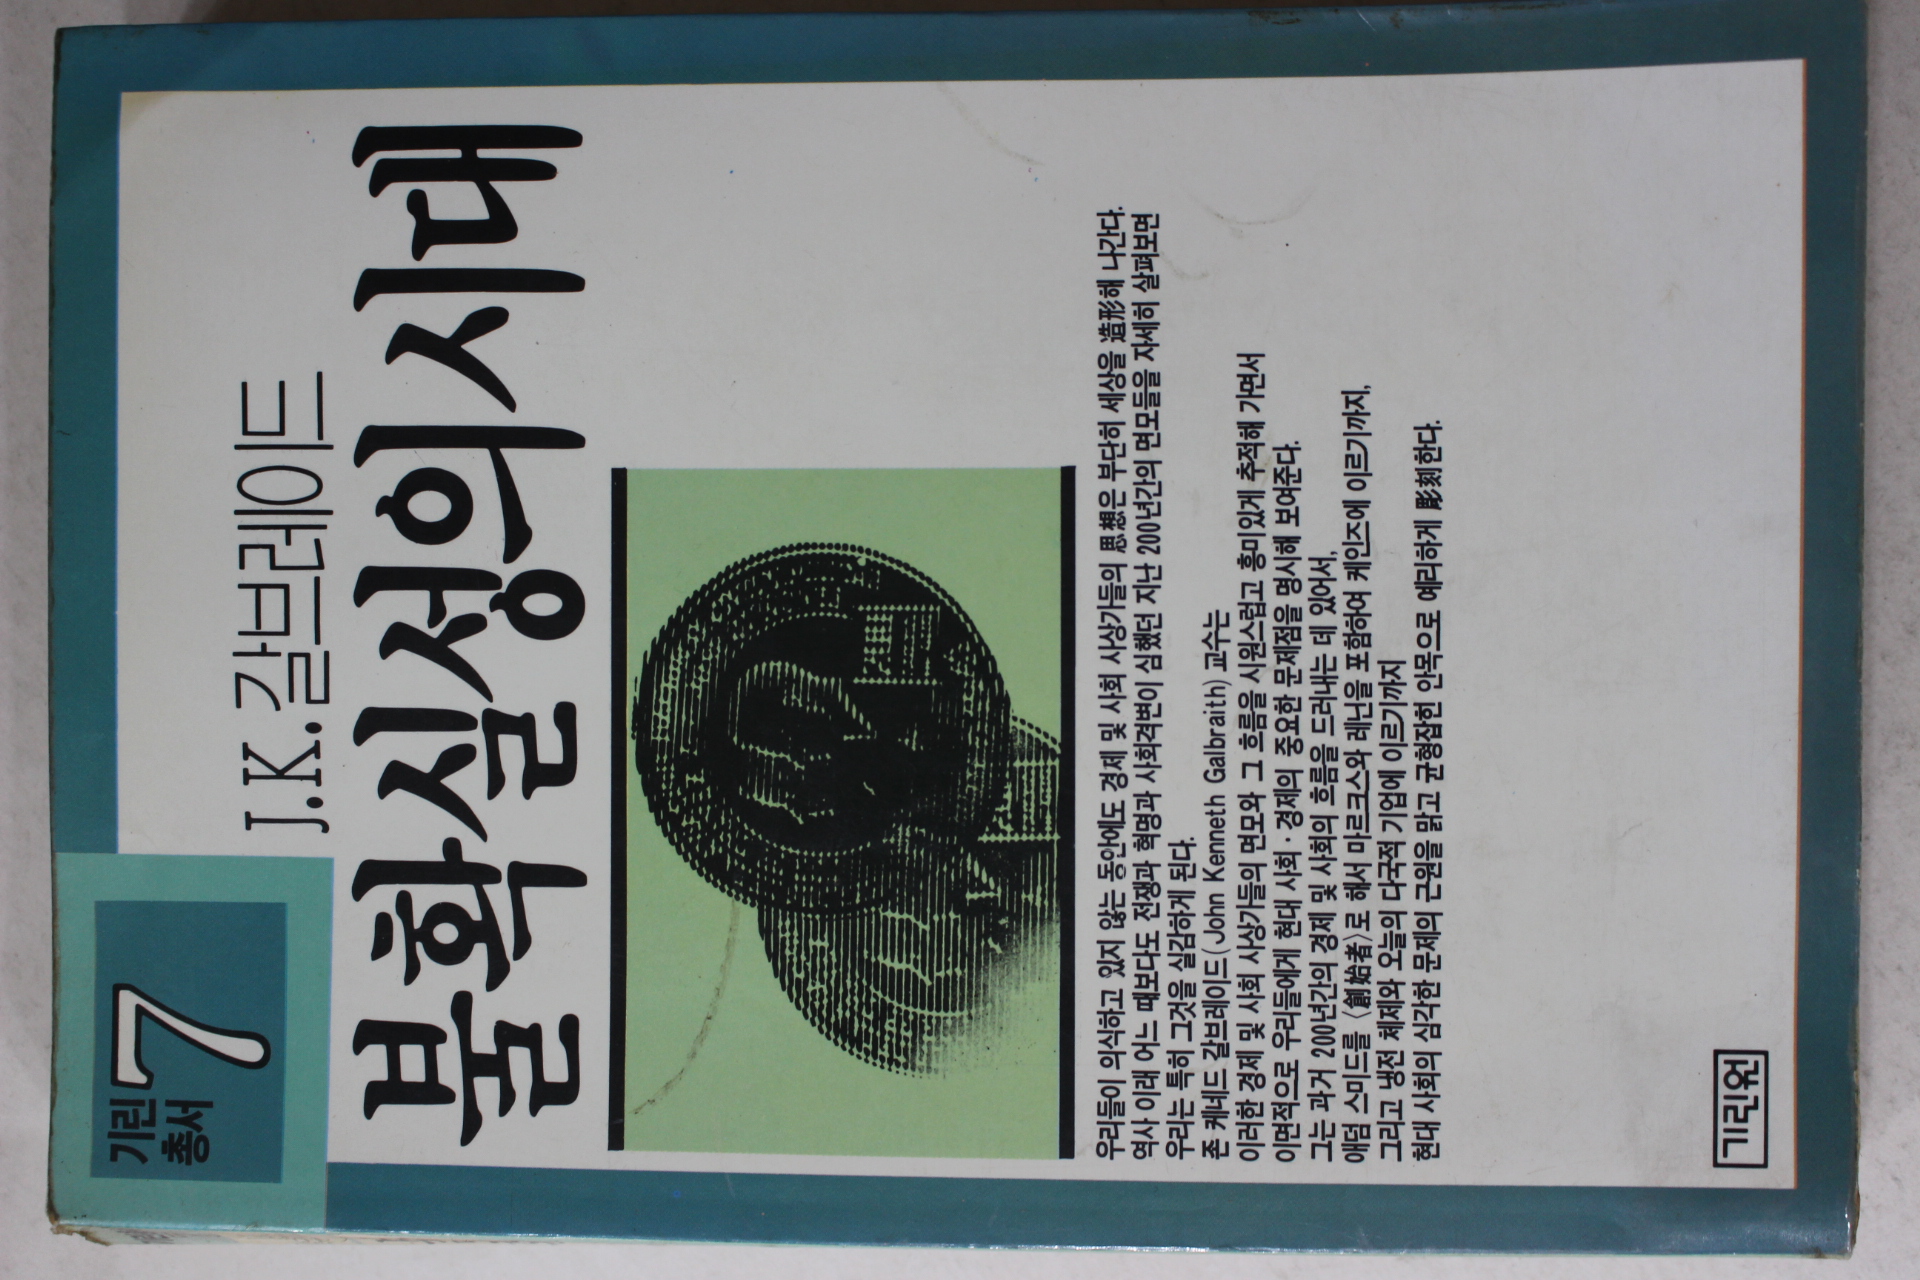 기린
총서
7
J.K.갈브레이드
불확실성의 시대
우리들이 의식하고 있지 않는 동안에도 경제 및 사회 사상가들의 思想은 부단히 세상을 造形해 나간다.
역사 이래 어느 때보다도 전쟁과 혁명과 사회격변이 심했던 지난 200년간의 면모들을 자세히 살펴보면
우리는 특히 그것을 실감하게 된다.
존 케네드 갈브레이드(John Kenneth Galbraith) 교수는
이러한 경제 및 사회 사상가들의 면모와 그 흐름을 시원스럽고 흥미있게 추적해 가면서
이면적으로 우리들에게 현대 사회·경제의 중요한 문제점을 명시해 보여준다.
그는 과거 200년간의 경제 및 사회의 흐름을 드러내는 데 있어서,
애덤 스미드를 〈創始者〉로 해서 마르크스와 레닌을 포함하여 케인즈에 이르기까지,
그리고 냉전 체제와 오늘의 다국적 기업에 이르기까지
현대 사회의 심각한 문제의 근원을 맑고 균형잡힌 안목으로 예리하게 彫刻한다.
기린원